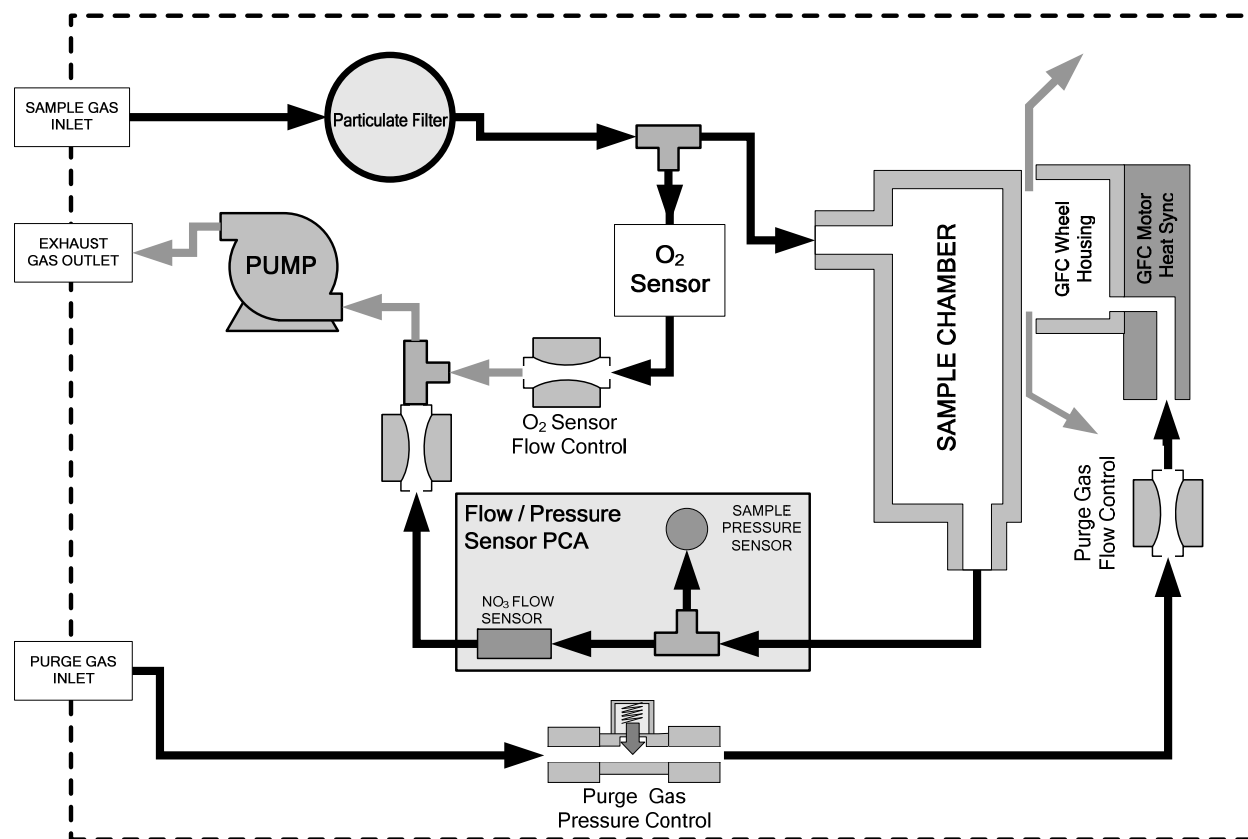 SAMPLE GAS
INLET
Particulate Filter
EXHAUST
GAS OUTLET
PUMP
O₂
Sensor
SAMPLE CHAMBER
GFC Wheel
Housing
GFC Motor
Heat Sync
O₂ Sensor
Flow Control
Flow / Pressure
Sensor PCA
SAMPLE
PRESSURE
SENSOR
NO₃ FLOW
SENSOR
Purge Gas
Flow Control
PURGE GAS
INLET
Purge Gas
Pressure Control